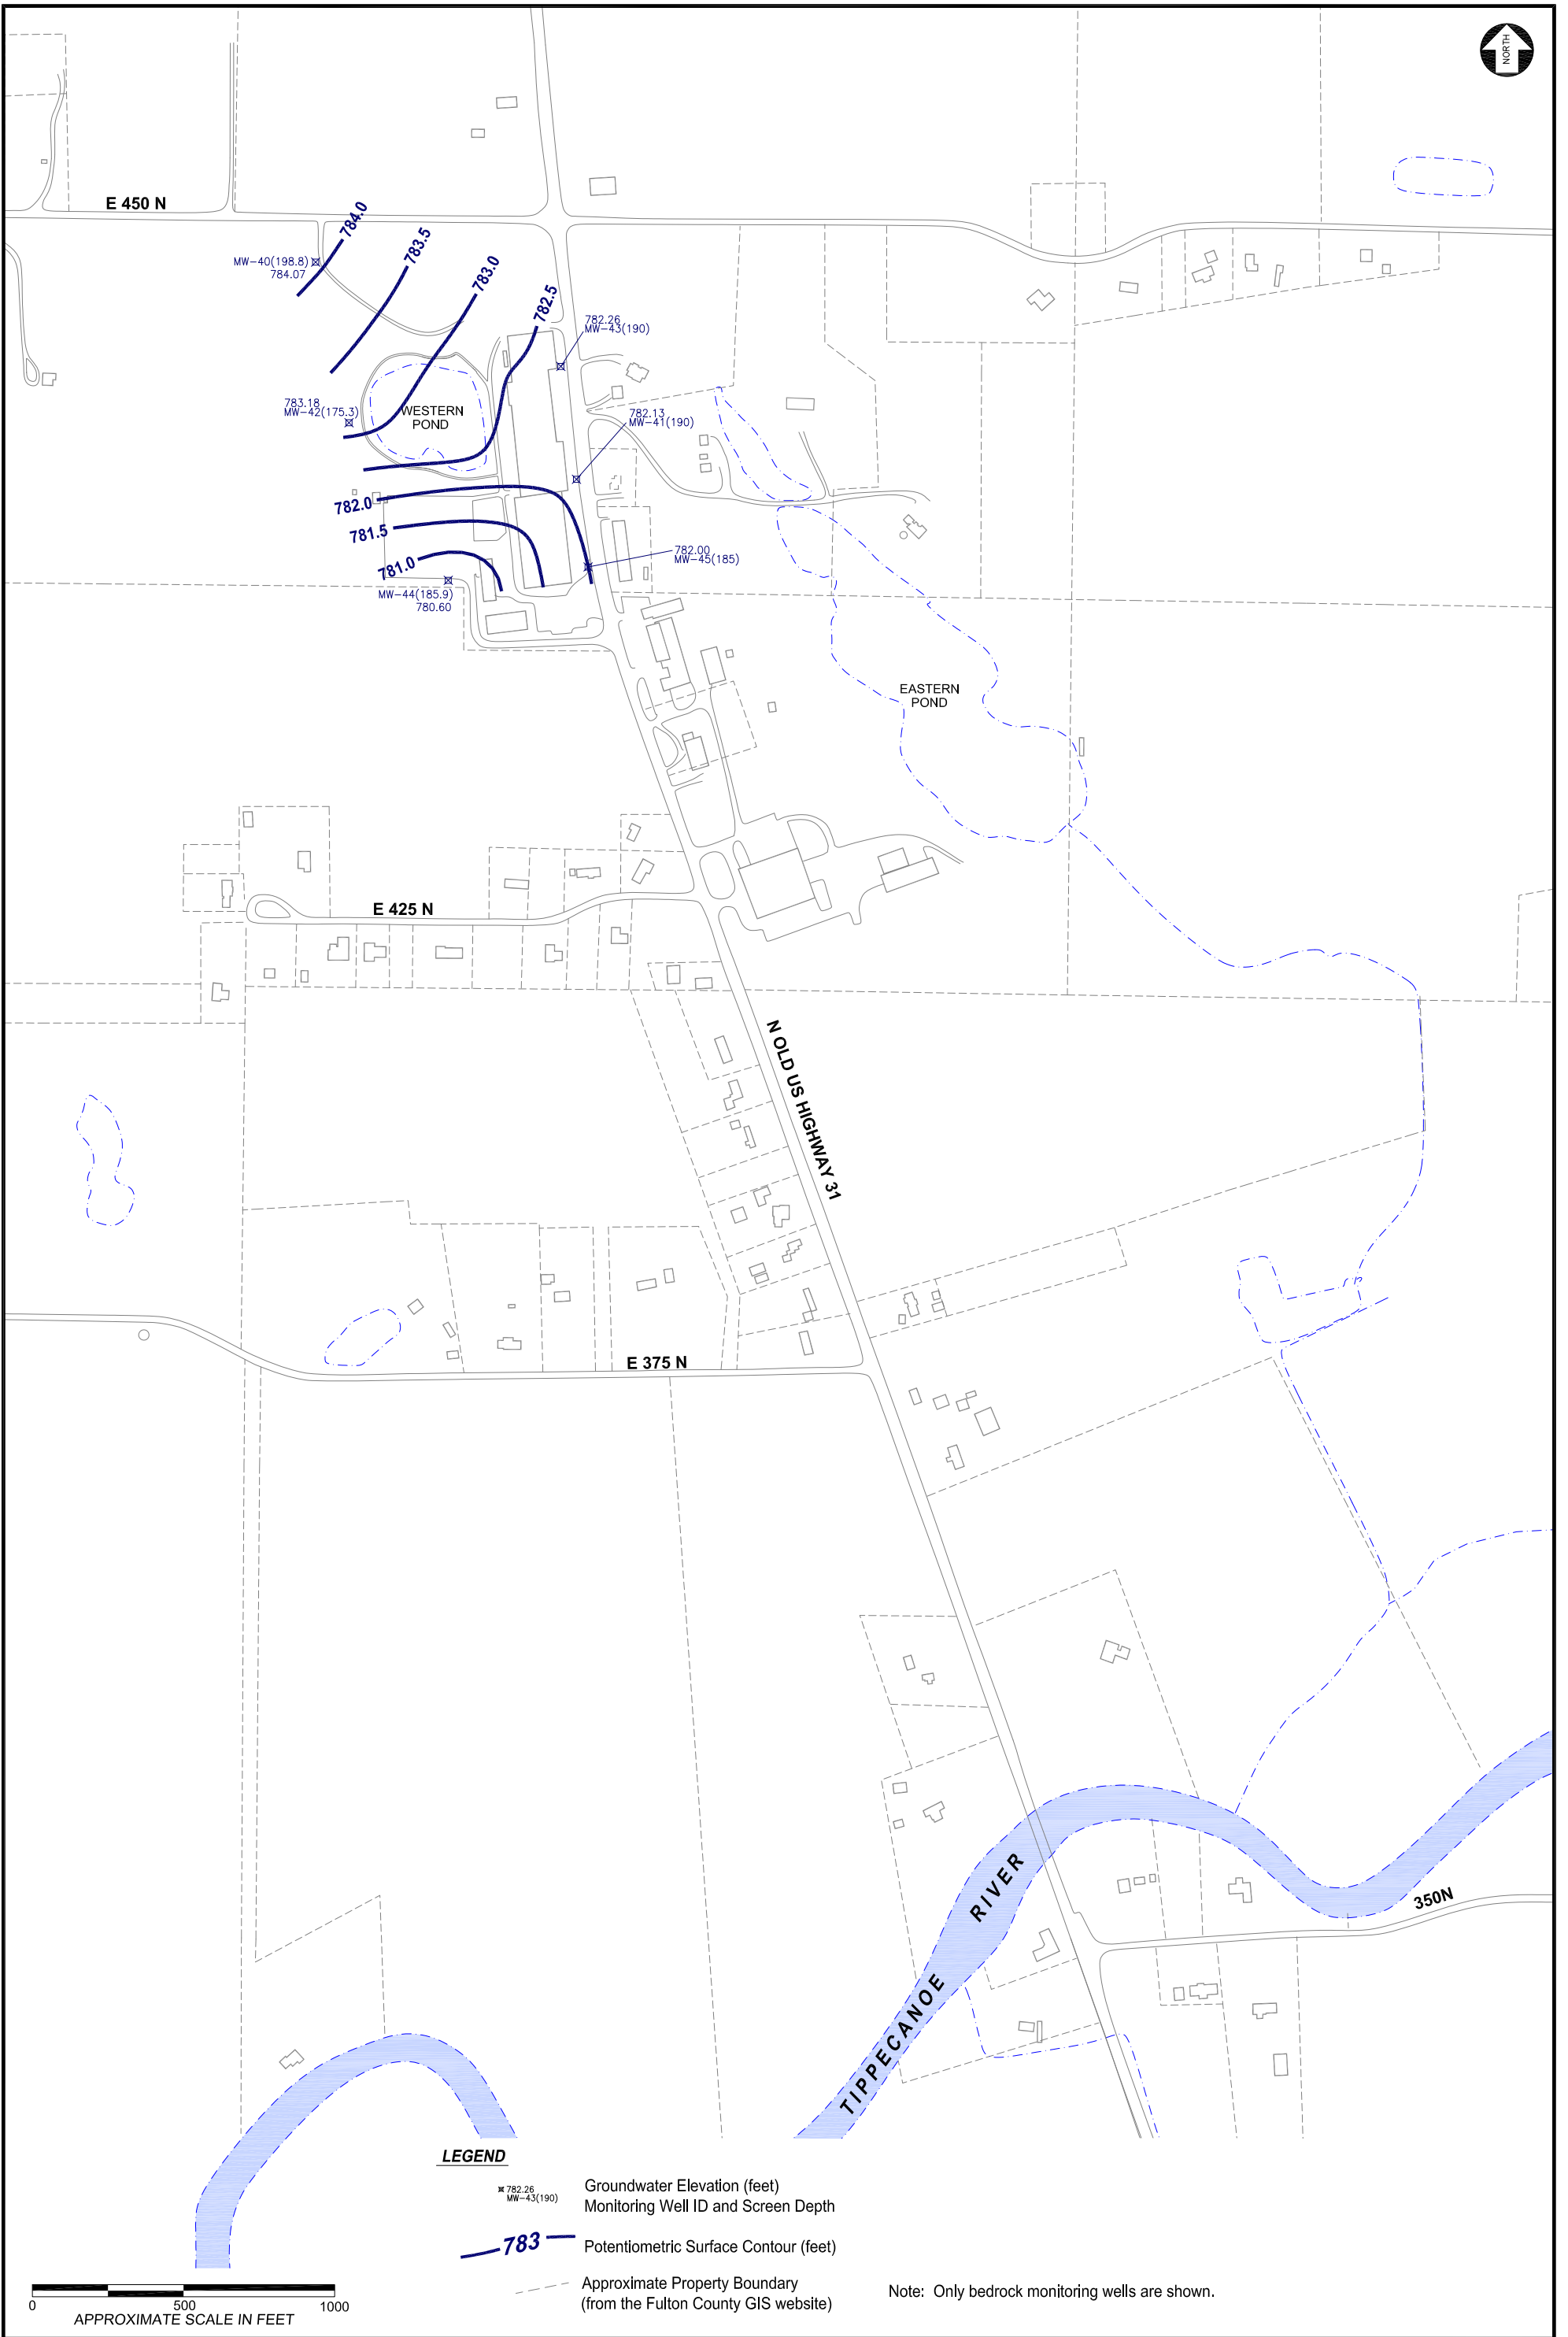 NORTH
E 450 N
784.0
783.5
783.0
782.5
MW-40(198.8)
784.07
782.26
MW-43(190)
783.18
MW-42(175.3)
WESTERN
POND
782.13
MW-41(190)
782.0
781.5
781.0
782.00
MW-45(185)
MW-44(185.9)
780.60
EASTERN
POND
E 425 N
N OLD US HIGHWAY 31
E 375 N
TIPPECANOE RIVER
350N
LEGEND
782.26
MW-43(190)
Groundwater Elevation (feet)
Monitoring Well ID and Screen Depth
783
Potentiometric Surface Contour (feet)
Approximate Property Boundary
(from the Fulton County GIS website)
Note: Only bedrock monitoring wells are shown.
0 500 1000
APPROXIMATE SCALE IN FEET